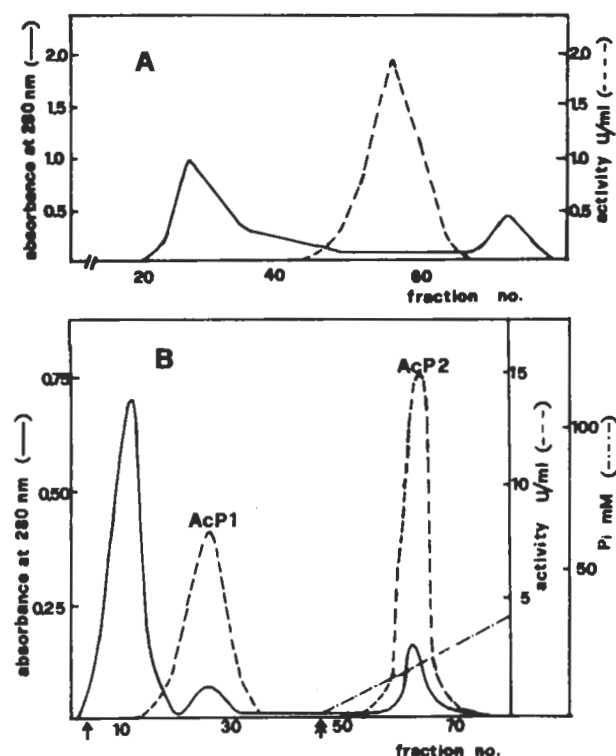 A
absorbance at 280 nm (——)
2.0
1.5
1.0
0.5
2.0
1.5
1.0
0.5
activity U/ml (----)
20
40
60
fraction no.
B
absorbance at 280 nm (——)
0.75
0.50
0.25
AcP1
AcP2
15
10
5
activity U/ml (---)
100
50
Pi mM (—·—·—)
10
30
50
70
fraction no.